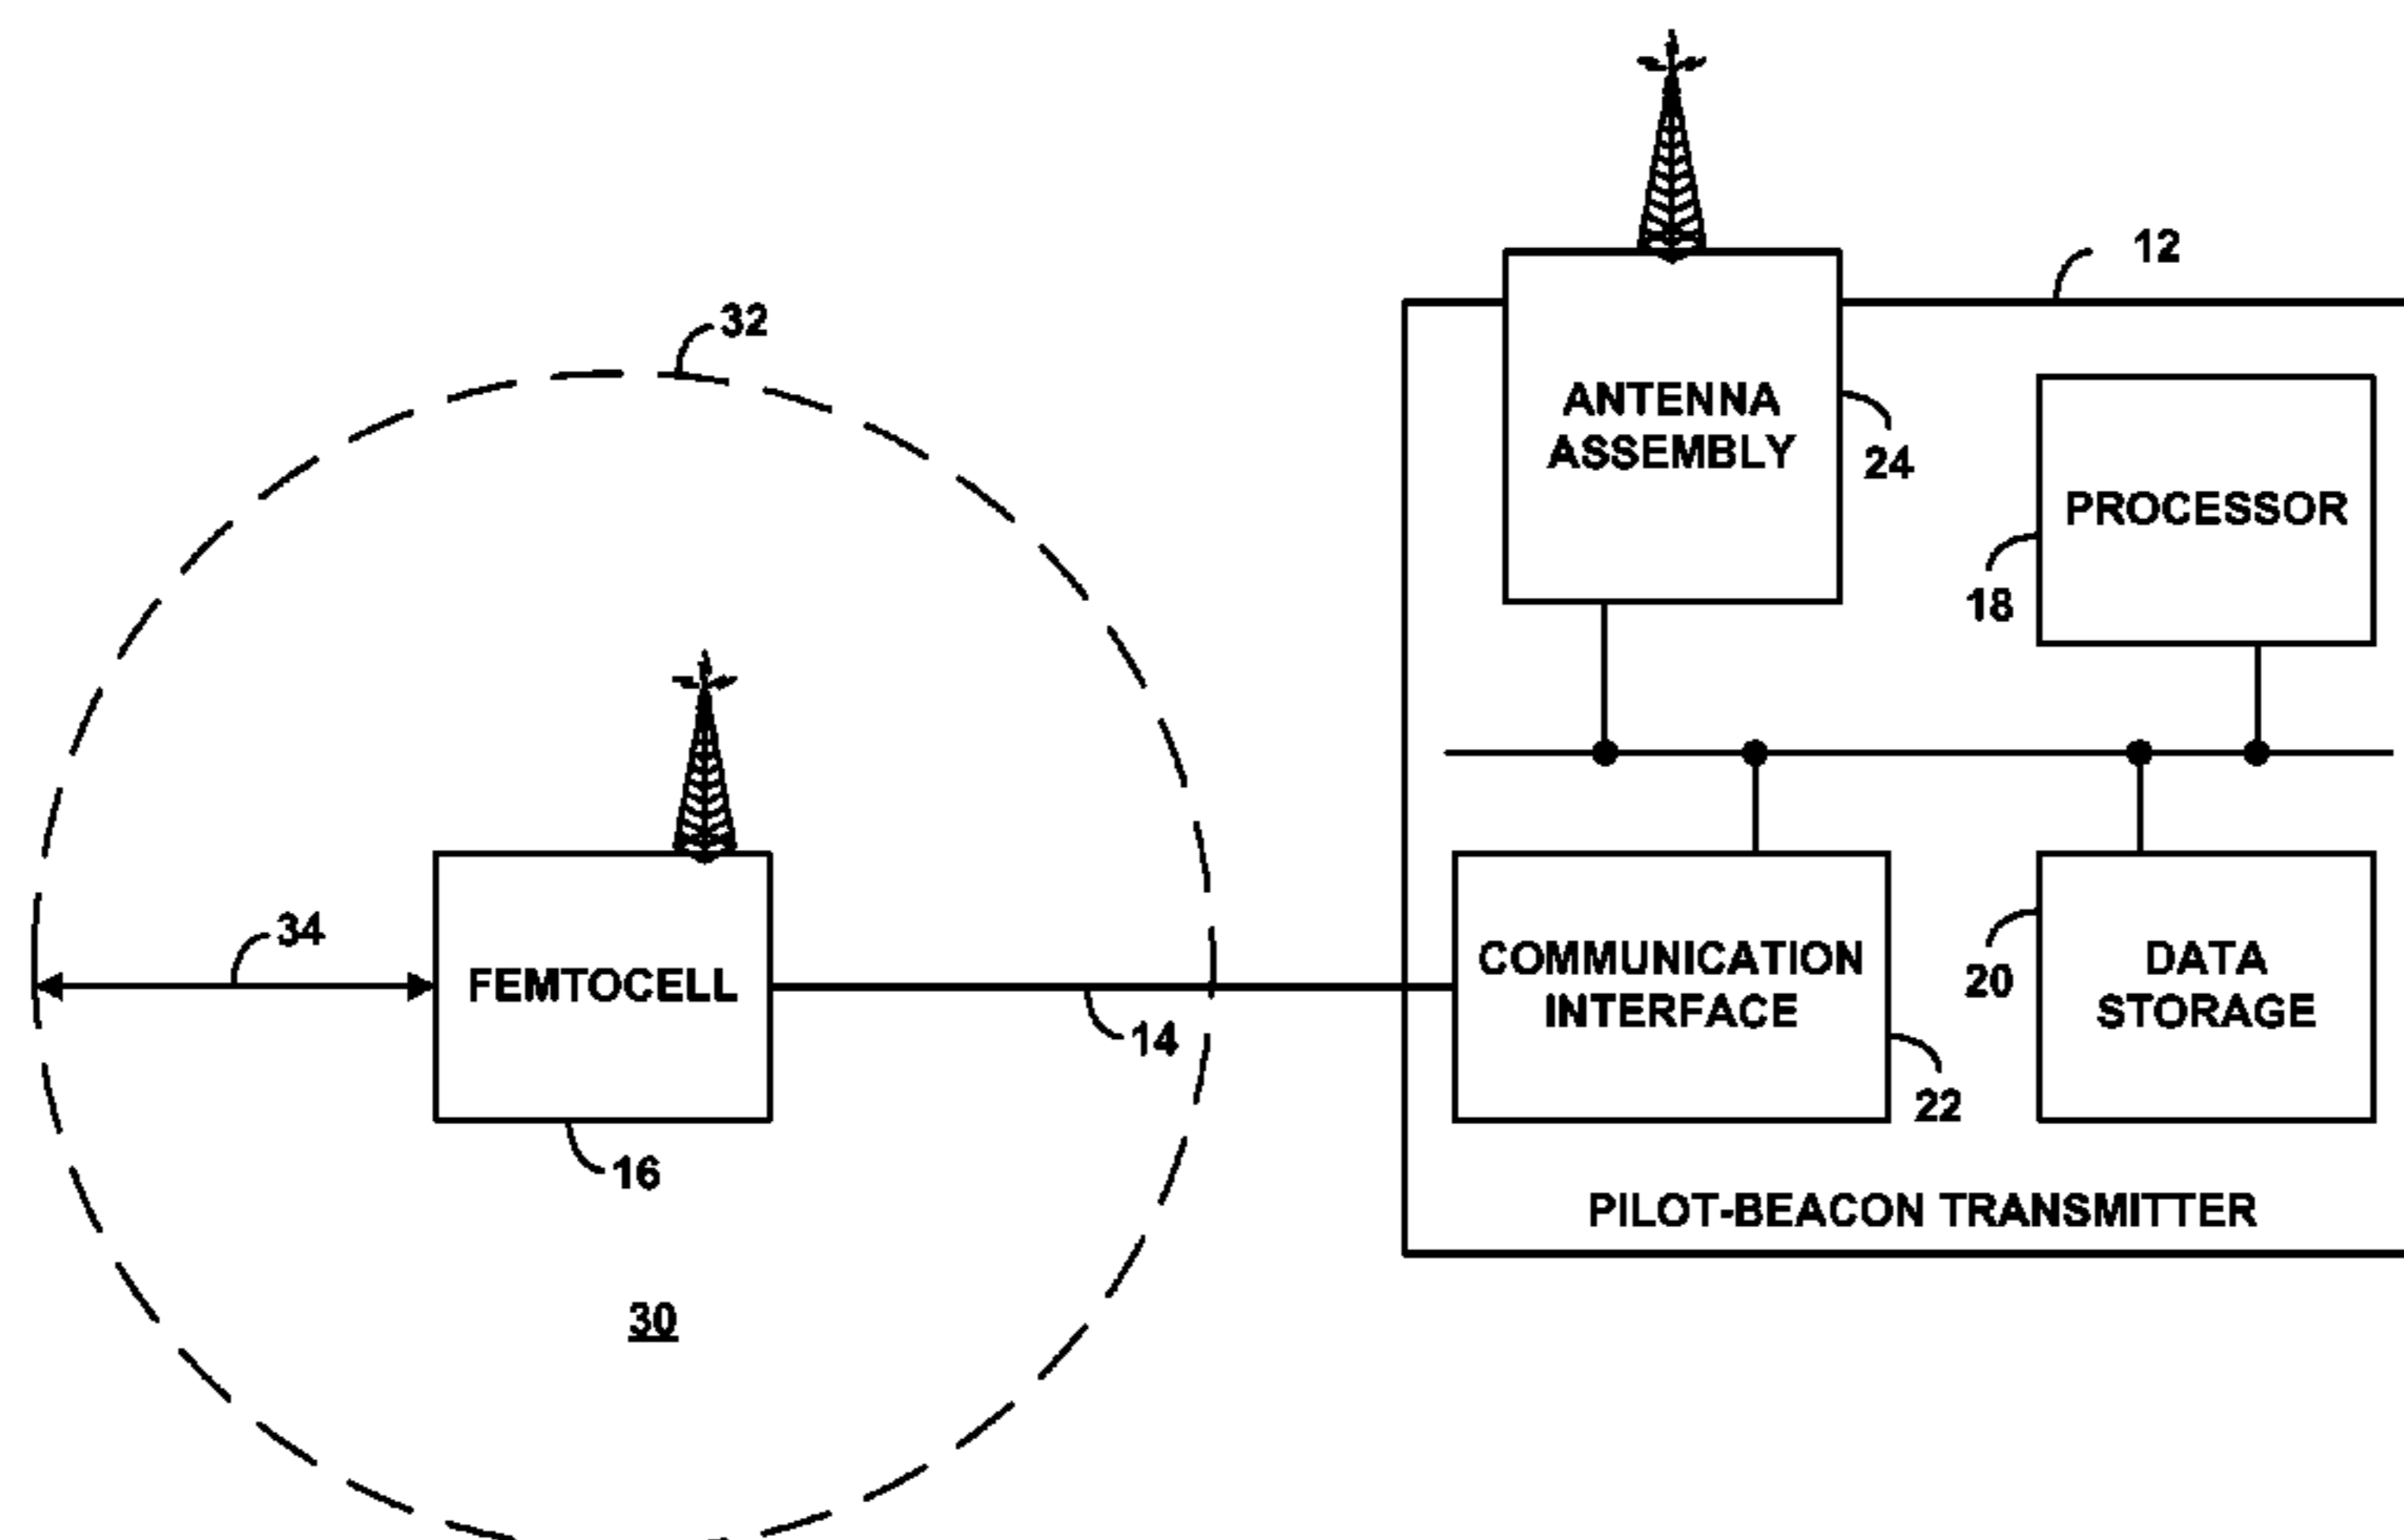 12
32
ANTENNA
ASSEMBLY
24
PROCESSOR
18
34
FEMTOCELL
14
16
COMMUNICATION
INTERFACE
22
20
DATA
STORAGE
PILOT-BEACON TRANSMITTER
30